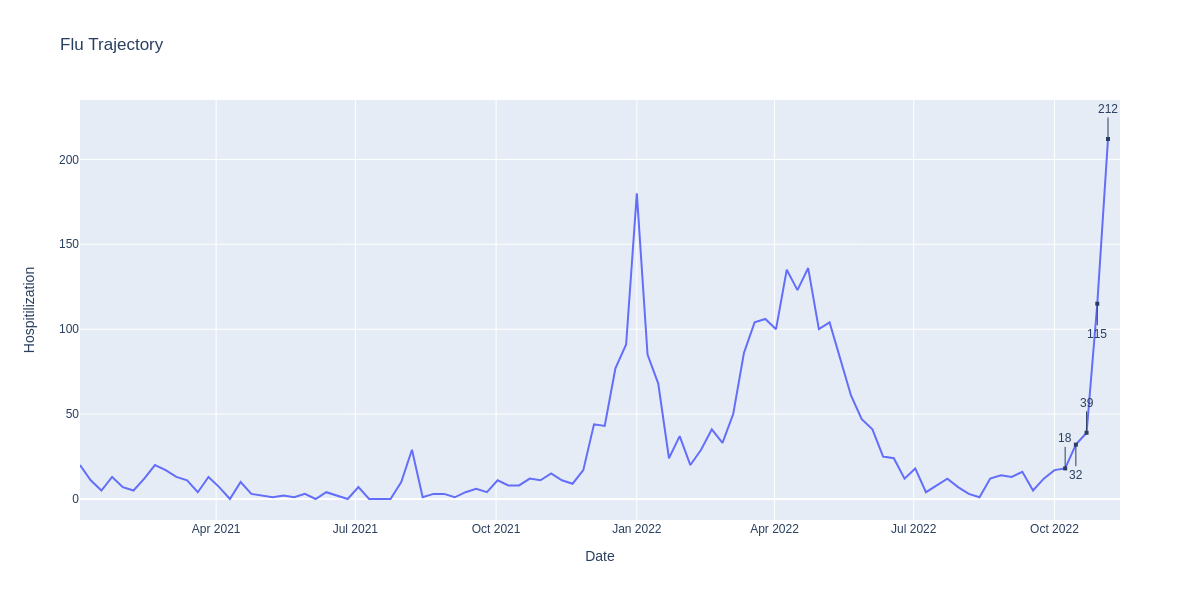 Flu Trajectory
Hospitilization
200
150
100
50
0
212
115
39
18
32
Apr 2021
Jul 2021
Oct 2021
Jan 2022
Apr 2022
Jul 2022
Oct 2022
Date